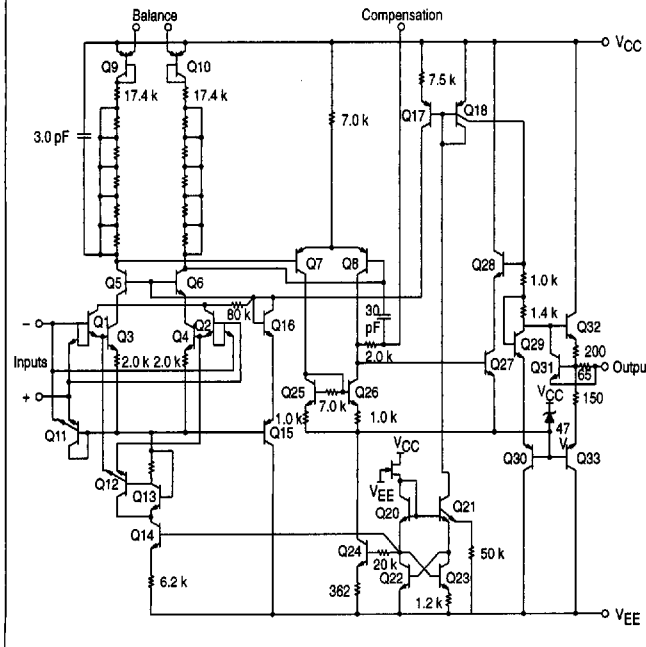 Balance
Compensation
VCC
Q9
Q10
17.4 k
17.4 k
7.5 k
Q17
Q18
3.0 pF
7.0 k
Q5
Q6
Q7
Q8
Q28
1.0 k
1.4 k
Q1
Q3
Q4
Q2
80 k
Q16
30
pF
2.0 k
Q29
Q32
200
–
Inputs
+
2.0 k
2.0 k
Q25
7.0 k
Q26
Q27
Q31
65
Output
VCC
150
Q11
1.0 k
Q15
1.0 k
47
V
Q12
Q13
VCC
VEE
Q20
Q21
Q30
Q33
Q14
Q24
20 k
Q22
Q23
50 k
6.2 k
362
1.2 k
VEE